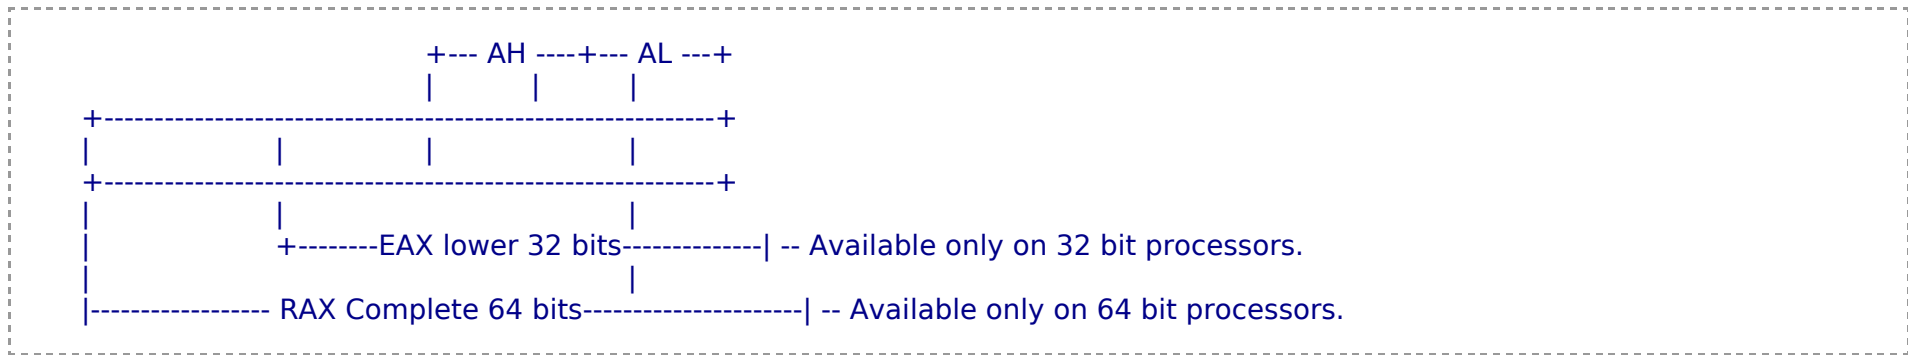 +--- AH ----+--- AL ---+
| | |
+-------------------------------------------------------------+
| | | |
+-------------------------------------------------------------+
| | |
| +--------EAX lower 32 bits--------------| -- Available only on 32 bit processors.
| |
|------------------ RAX Complete 64 bits----------------------| -- Available only on 64 bit processors.